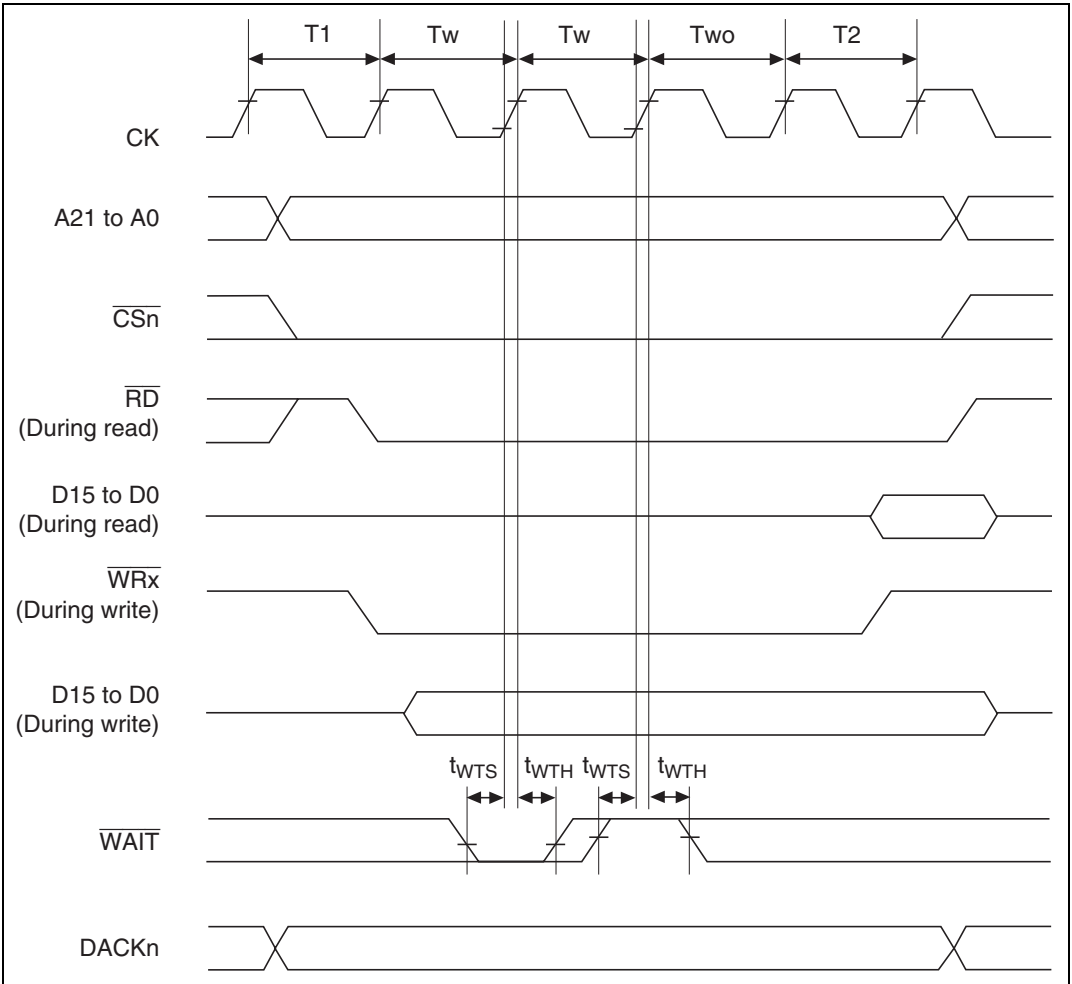 T1 Tw Tw Two T2
CK
A21 to A0
CSn
RD
(During read)
D15 to D0
(During read)
WRx
(During write)
D15 to D0
(During write)
tWTS tWTH tWTS tWTH
WAIT
DACKn